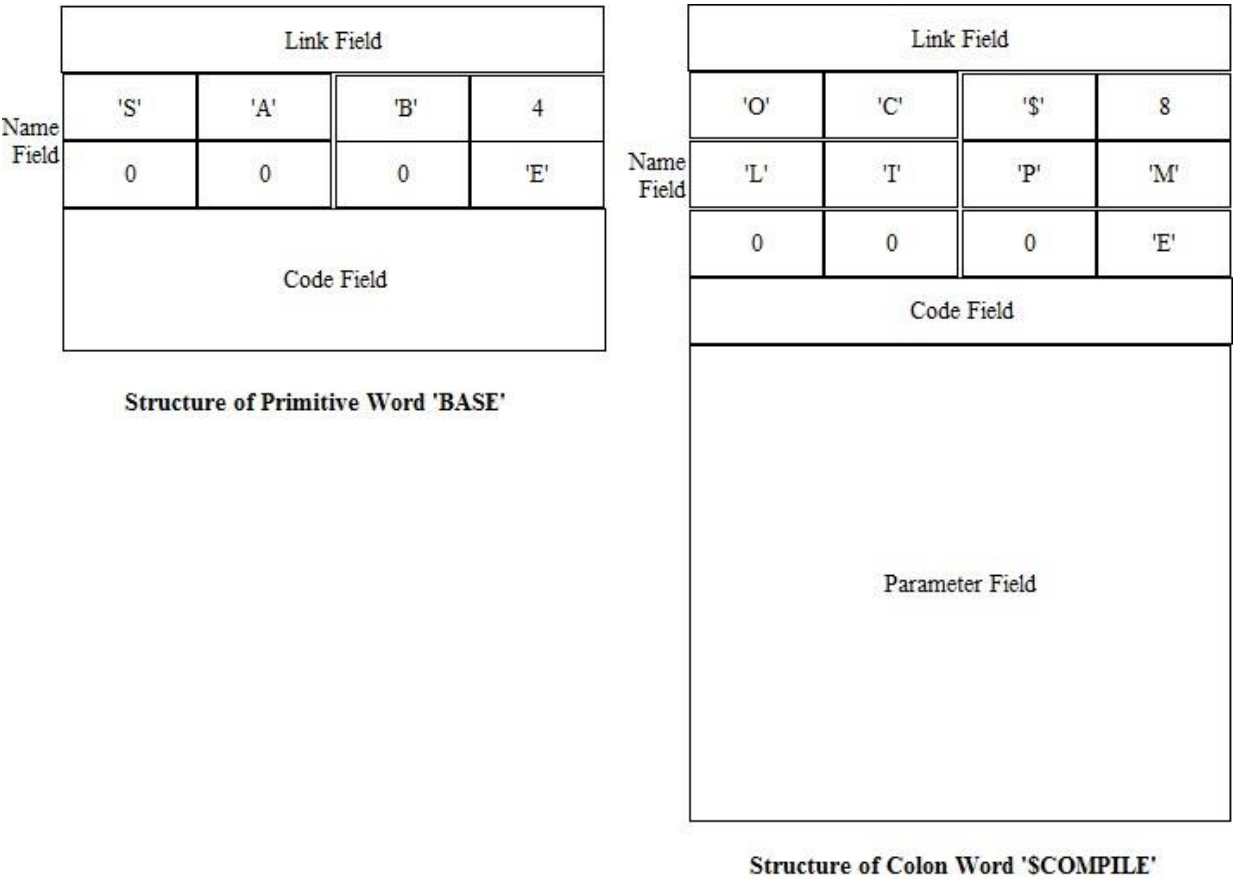 Link Field
Name Field
'S' 'A' 'B' 4
0 0 0 'E'
Code Field
Structure of Primitive Word 'BASE'
Link Field
Name Field
'O' 'C' '$' 8
'L' 'I' 'P' 'M'
0 0 0 'E'
Code Field
Parameter Field
Structure of Colon Word '$COMPILE'